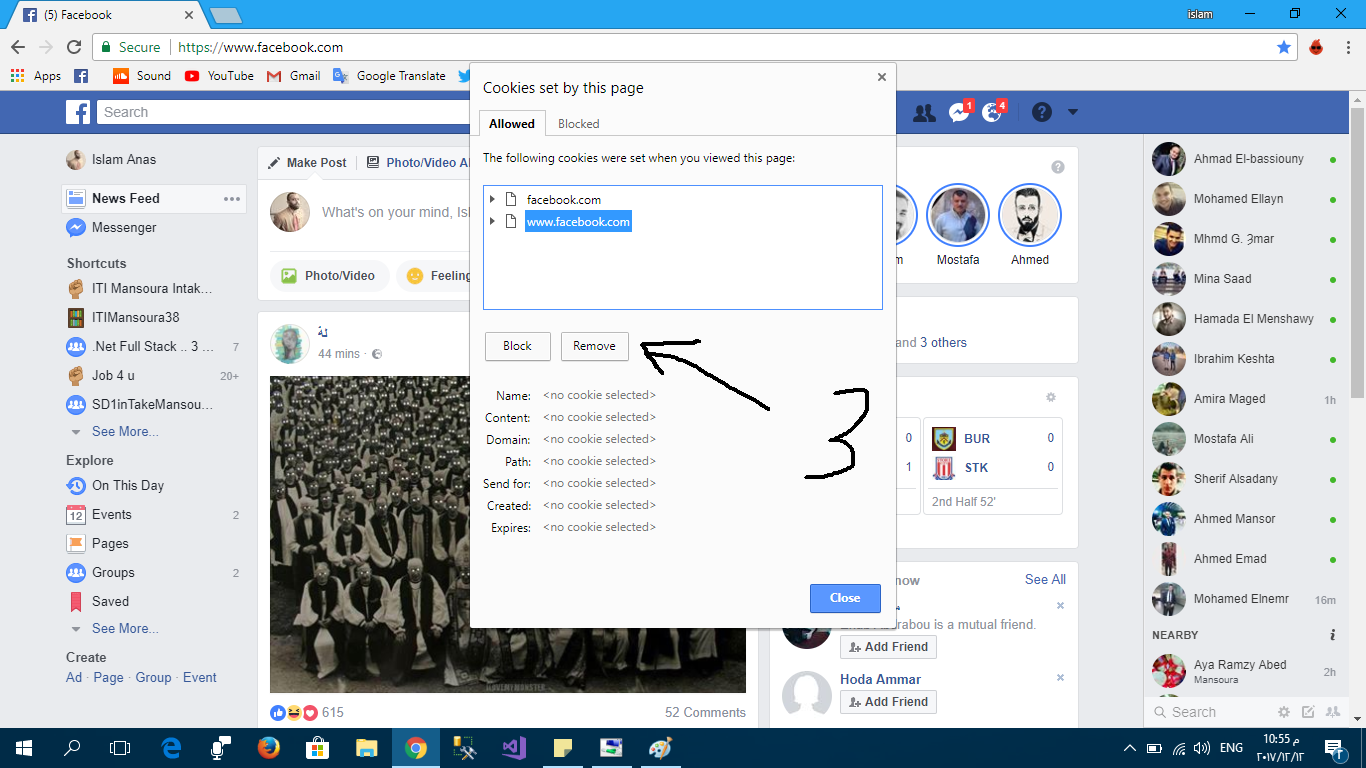 (5) Facebook
islam
Secure
https://www.facebook.com
Apps
Sound
YouTube
Gmail
Google Translate
Search
1
4
Islam Anas
News Feed
Messenger
Shortcuts
ITI Mansoura Intak...
ITIMansoura38
.Net Full Stack .. 3 ... 7
Job 4 u 20+
SD1inTakeMansou...
See More...
Explore
On This Day
Events 2
Pages
Groups 2
Saved
See More...
Create
Ad · Page · Group · Event
Make Post
Photo/Video Al
What's on your mind, Isl
Photo/Video
Feeling
44 mins ·
615
52 Comments
Cookies set by this page
Allowed
Blocked
The following cookies were set when you viewed this page:
facebook.com
www.facebook.com
Block
Remove
3
Name: <no cookie selected>
Content: <no cookie selected>
Domain: <no cookie selected>
Path: <no cookie selected>
Send for: <no cookie selected>
Created: <no cookie selected>
Expires: <no cookie selected>
Close
Mostafa
Ahmed
and 3 others
0
1
BUR 0
STK 0
2nd Half 52'
now
See All
is a mutual friend.
Add Friend
Hoda Ammar
Add Friend
Ahmad El-bassiouny
Mohamed Ellayn
Mhmd G. Ȝmar
Mina Saad
Hamada El Menshawy
Ibrahim Keshta
Amira Maged 1h
Mostafa Ali
Sherif Alsadany
Ahmed Mansor
Ahmed Emad
Mohamed Elnemr 16m
NEARBY
Aya Ramzy Abed 2h
Mansoura
Search
ENG
10:55 م
٢٠١٧/١٢/١٢